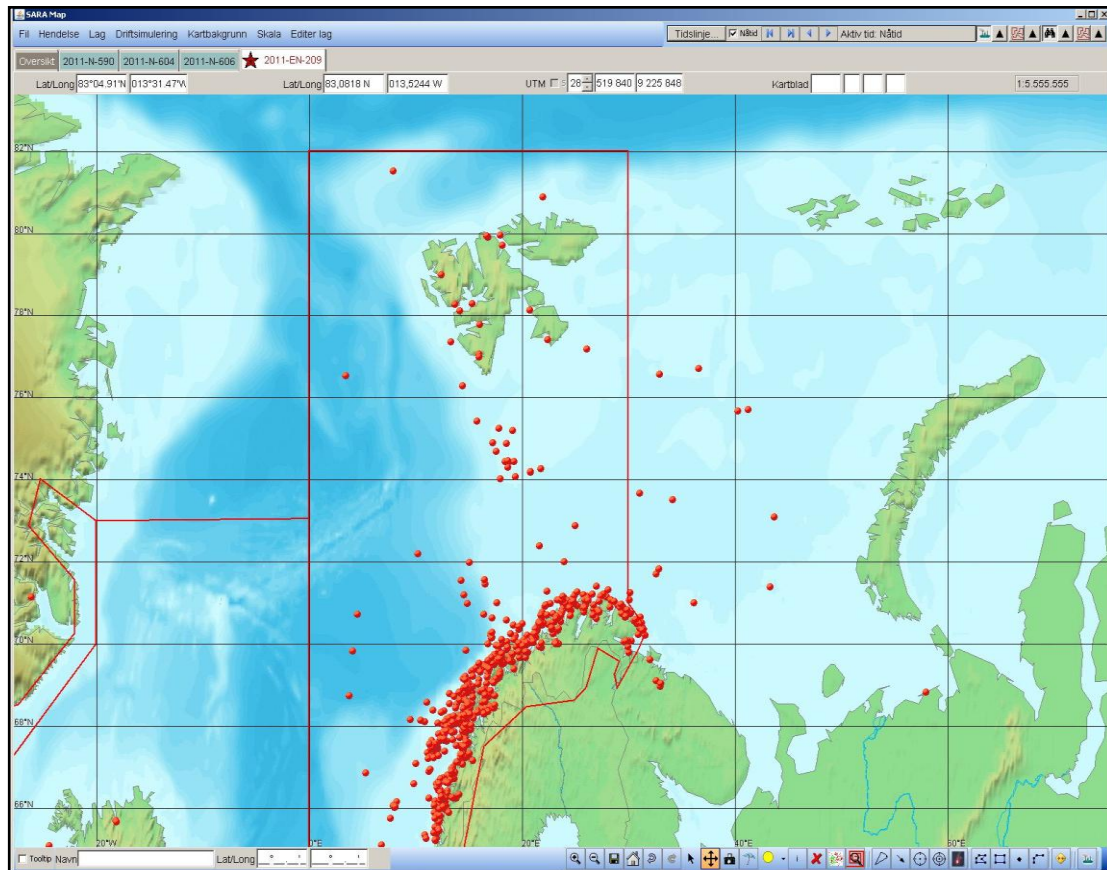 SARA Map
Fil Hendelse Lag Driftsimulering Kartbakgrunn Skala Editer lag
Tidslinje... Nåtid Aktiv tid: Nåtid
Oversikt 2011-N-590 2011-N-604 2011-N-606 2011-EN-209
Lat/Long 83°04.91'N 013°31.47'W Lat/Long 83,0818 N 013,5244 W UTM S 28 519 840 9 225 848 Kartblad 1:5.555.555
82°N
80°N
78°N
76°N
74°N
72°N
70°N
68°N
66°N
20°W 0°E 20°E 40°E 60°E
Tooltip Navn Lat/Long